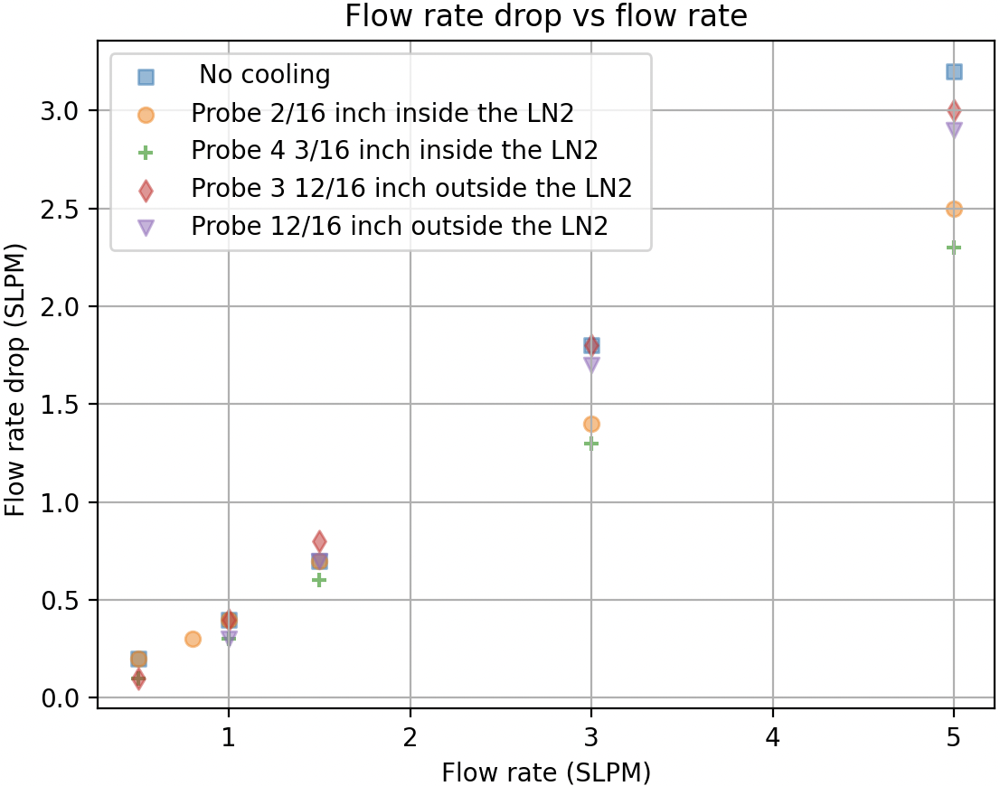 Flow rate drop vs flow rate
No cooling
Probe 2/16 inch inside the LN2
Probe 4 3/16 inch inside the LN2
Probe 3 12/16 inch outside the LN2
Probe 12/16 inch outside the LN2
Flow rate drop (SLPM)
3.0
2.5
2.0
1.5
1.0
0.5
0.0
1 2 3 4 5
Flow rate (SLPM)